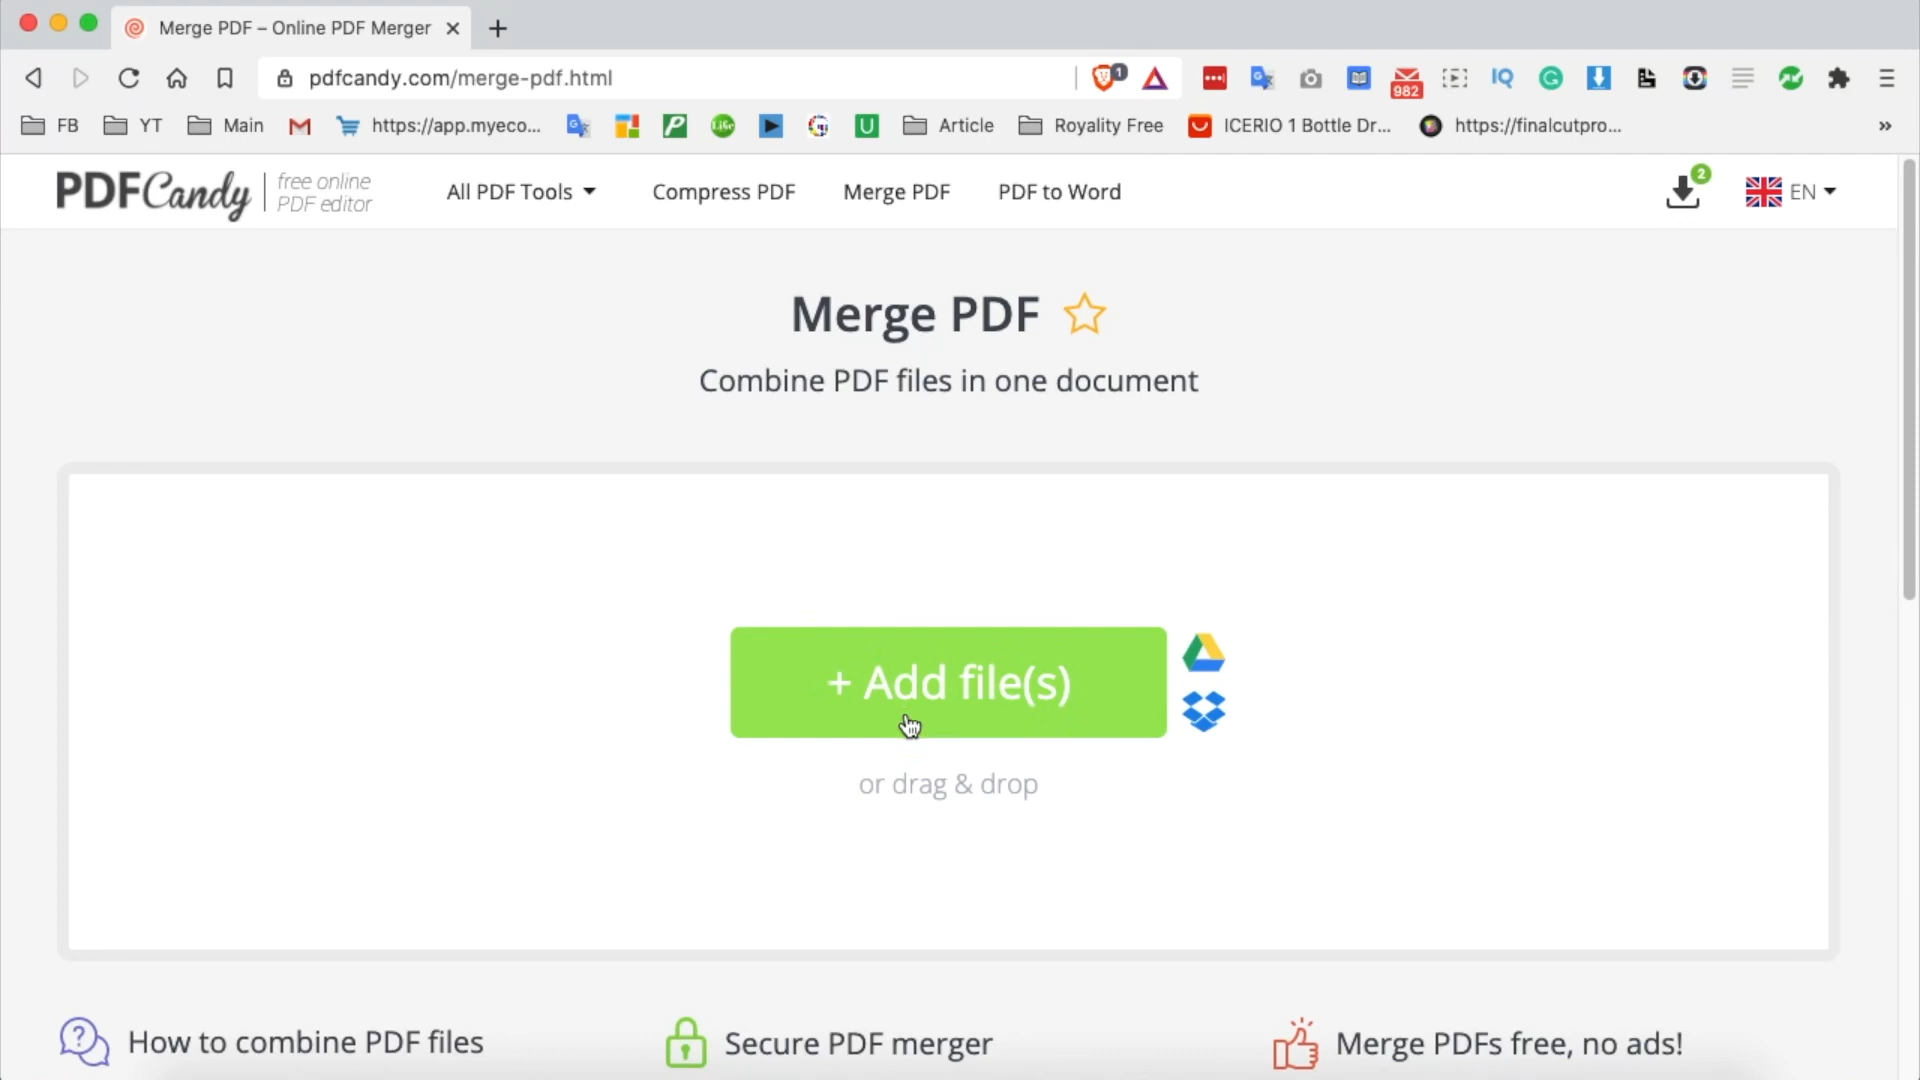 Merge PDF – Online PDF Merger
pdfcandy.com/merge-pdf.html
1
IQ
982
FB
YT
Main
https://app.myeco...
Life
U
Article
Royality Free
ICERIO 1 Bottle Dr...
https://finalcutpro...
»
PDFCandy
free online
PDF editor
All PDF Tools
Compress PDF
Merge PDF
PDF to Word
2
EN
Merge PDF
Combine PDF files in one document
+ Add file(s)
or drag & drop
How to combine PDF files
Secure PDF merger
Merge PDFs free, no ads!